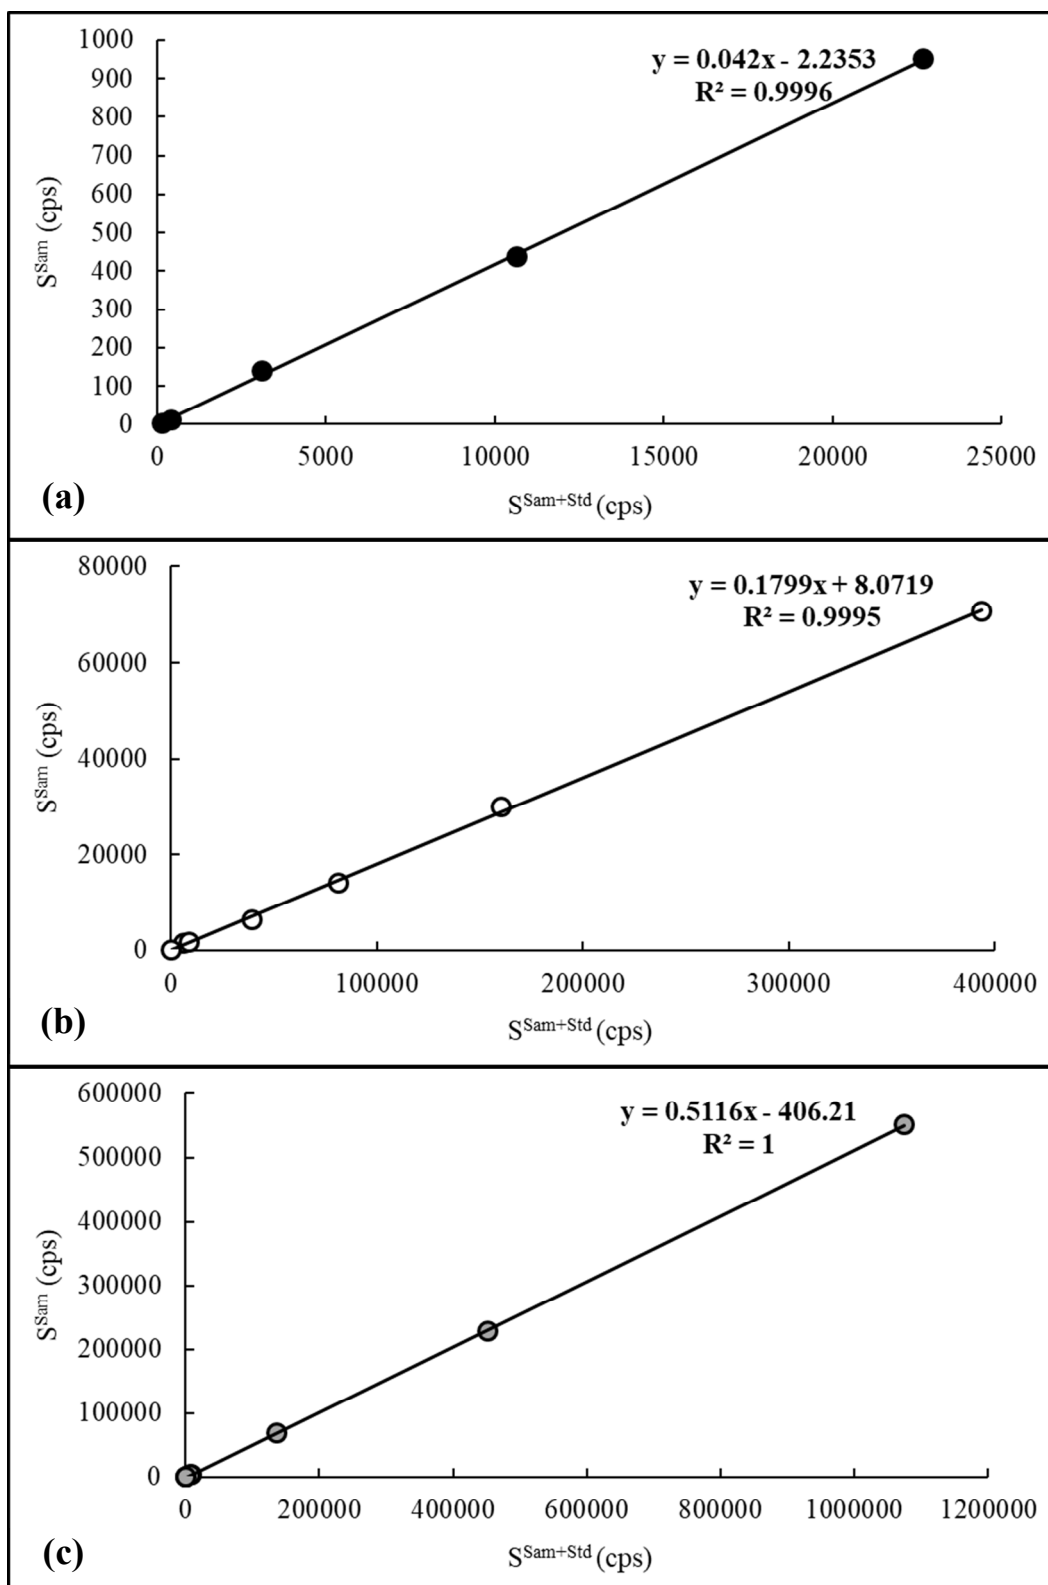 1000
900
800
700
600
500
400
300
200
100
0
S^Sam (cps)
y = 0.042x - 2.2353
R² = 0.9996
0 5000 10000 15000 20000 25000
S^Sam+Std (cps)
(a)
80000
60000
40000
20000
0
S^Sam (cps)
y = 0.1799x + 8.0719
R² = 0.9995
0 100000 200000 300000 400000
S^Sam+Std (cps)
(b)
600000
500000
400000
300000
200000
100000
0
S^Sam (cps)
y = 0.5116x - 406.21
R² = 1
0 200000 400000 600000 800000 1000000 1200000
S^Sam+Std (cps)
(c)